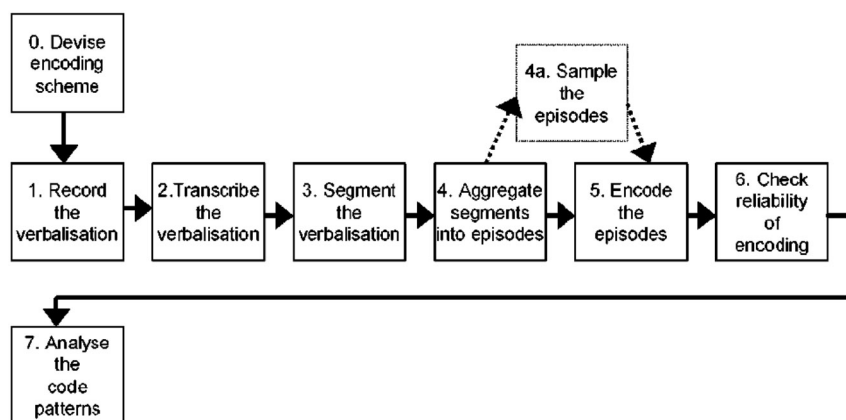 0. Devise
encoding
scheme
4a. Sample
the
episodes
1. Record
the
verbalisation
2.Transcribe
the
verbalisation
3. Segment
the
verbalisation
4. Aggregate
segments
into episodes
5. Encode
the
episodes
6. Check
reliability
of
encoding
7. Analyse
the
code
patterns